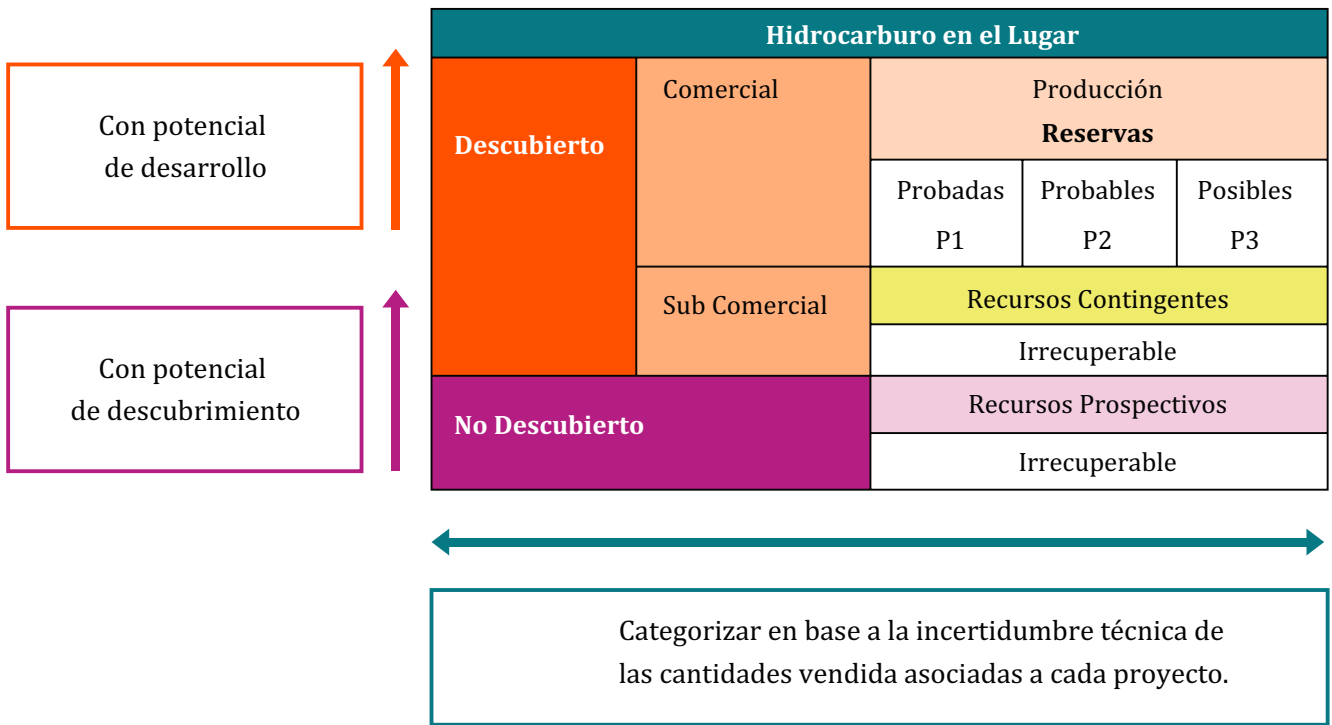 Hidrocarburo en el Lugar
Con potencial
de desarrollo
Descubierto
Comercial
Producción
Reservas
Probadas
P1
Probables
P2
Posibles
P3
Con potencial
de descubrimiento
Sub Comercial
Recursos Contingentes
Irrecuperable
No Descubierto
Recursos Prospectivos
Irrecuperable
Categorizar en base a la incertidumbre técnica de
las cantidades vendida asociadas a cada proyecto.